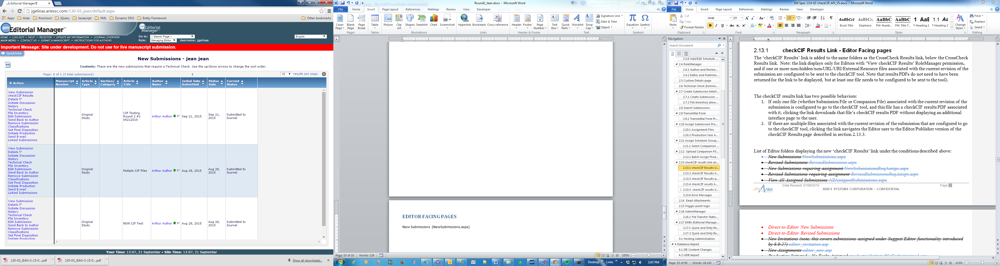 Editorial Manager®
jgelinas.ariessc.com/130-03_jean/default.aspx
Apps Aries Knockout jQuery Javascript XML Dynamic DNS Entity Framework Other bookmarks
em Editorial Manager™
Editorial Manager™
HOME • LOG OUT • HELP • REGISTER • UPDATE MY INFORMATION • JOURNAL OVERVIEW
MAIN MENU • CONTACT US • SUBMIT A MANUSCRIPT • INSTRUCTIONS FOR AUTHORS
Go to: -- Search Page --
Role: Managing Editor Username: jgelinas
English
Important Message: Site under development. Do not use for live manuscript submission.
Quicklinks
New Submissions - jean jean
Contents: These are the new submissions that require a Technical Check. Use the up/down arrows to change the sort order.
Page: 1 of 1 (3 total submissions) 1 10 results per page.
Action Manuscript Number Article Type Section/ Category Article Title Author Name Initial Date Submitted Status Date Current Status
View Submission
checkCIF Results
Details
Initiate Discussion
History
Technical Check
File Inventory
Edit Submission
Send Back to Author
Remove Submission
Classifications
Set Final Disposition
Initiate Production
Send E-mail
Linked Submissions
Original Study CIF Testing Round 2 #1 09212015 Arthur Author D Sep 21, 2015 Sep 21, 2015 Submitted to Journal
View Submission
Details
Initiate Discussion
History
Technical Check
File Inventory
Edit Submission
Send Back to Author
Remove Submission
Classifications
Set Final Disposition
Initiate Production
Send E-mail
Linked Submissions
Original Study Mutiple CIF Files Arthur Author D Aug 28, 2015 Aug 28, 2015 Submitted to Journal
View Submission
Details
Initiate Discussion
History
Technical Check
File Inventory
Edit Submission
Send Back to Author
Remove Submission
Classifications
Set Final Disposition
Initiate Production
Original Study NON CIF Test Arthur Author D Aug 28, 2015 Aug 28, 2015 Submitted to Journal
Your Time: 13:07, 21 September • Site Time: 13:07, 21 September
130-03_JEAN-S-15-0....pdf 130-03_JEAN-S-15-0....pdf Show all downloads...
Round2_Jean.docx - Microsoft Word
File Home Insert Page Layout References Mailings Review View Developer
Cover Page Blank Page Page Break Table Picture Clip Art Shapes SmartArt Chart Screenshot Hyperlink Bookmark Cross-reference Header Footer Page Number Text Box Quick Parts WordArt Drop Cap Signature Line Date & Time Object Equation Symbol
Pages Tables Illustrations Links Header & Footer Text Symbols
EDITOR FACING PAGES
New Submissions (NewSubmissions.aspx)
Page: 10 of 10 Words: 129 105%
Desktop Links 1:07 PM
EM Spec 13.0-03 checkCIF API_V5.docx - Microsoft Word
File Home Insert Page Layout References Mailings Review View Developer
Paste Cut Copy Format Painter Arial 13
AaBbCcI AaBbCc. AaBbC AaBbC 1 AaE 1.1 Aa
Book Title Emphasis FM: Numb... FM: Title T... ¶ Heading 1 ¶ Heading 2 Change Styles Find Replace Select
Clipboard Font Paragraph Styles Editing
Navigation
Search Document
2.3.6 Add/Edit Schedule ...
2.4 RoleManager
2.4.1 Author and Review...
2.4.2 Editor and Publishe...
2.5 Custom Details page
2.6 Technical Check [technic...
2.7 Create Submission Interf...
2.7.1 Create Submission ...
2.7.2 File Inventory [dow...
2.8 Search Submissions
2.9 Transmittal Form
2.9.1 Transmittal Form Pr...
2.10 Assign Submission Pro...
2.10.1 Assignment Files
2.10.2 Production Task A...
2.11 Assign Schedule Group...
2.11.1 Select Companion ...
2.12 Upload Companion Fil...
2.12.1 Batch Assign Prod...
2.13 checkCIF results link an...
2.13.1 checkCIF Results Li...
2.13.2 checkCIF Results li...
2.13.3 checkCIF Results p...
2.13.4 checkCIF results li...
2.13.5 checkCIF results li...
2.13.6 Error Messages
2.14 Email Attachments
2.15 Trigger point logic
2.16 AdminManager
2.16.1 File Transfer Statis...
2.17 EMIA (Editorial Manage...
2.17.1 Quick and Dirty Re...
2.17.2 Quick and Dirty Re...
3.1 Hosting Administration
4 Database Impact
4.1 DB Content Changes
4.2 UDB Impact
2.13.1 checkCIF Results Link - Editor Facing pages
The ‘checkCIF Results’ link is added to the same folders as the CrossCheck Results link, below the CrossCheck
Results link. Note: the link displays only for Editors with ‘View checkCIF Results’ RoleManager permission,
and if one or more non-hidden/non-URL/URI/External Resource files associated with the current revision of the
submission are configured to be sent to the checkCIF tool. Note that results PDFs do not need to have been
returned for the link to be displayed, but at least one file needs to be configured to be sent to the tool).
The checkCIF results link has two possible behaviors:
1. If only one file (whether Submission File or Companion File) associated with the current revision of the
submission is configured to go to the checkCIF tool, and this file has a checkCIF results PDF associated
with it, clicking the link downloads that file’s checkCIF results PDF without displaying an additional
interface page to the user.
2. If there are multiple files associated with the current revision of the submission that are configured to go
to the checkCIF tool, clicking the link navigates the Editor user to the Editor/Publisher version of the
checkCIF Results page described in section 2.13.3.
List of Editor folders displaying the new ‘checkCIF Results’ link under the conditions described above:
• New Submissions NewSubmissions.aspx
• Revised Submissions RevisedSubmissions.aspx
• New Submissions requiring assignment NewSubmissionsReqAssign.aspx
• Revised Submissions requiring assignment RevisedSubmissionsReqAssign.aspx
• View All Assigned Submissions AllAssignedSubmissions.aspx
Aries Date Revised: 07/06/2015 Page 55
ARIES SYSTEMS CORPORATION – CONFIDENTIAL
• Direct-to-Editor New Submissions
• Direct-to-Editor Revised Submissions
• New Invitations (note, this covers submissions assigned under Suggest Editor functionality introduced
by 8.0-27) editor_invitation.asp
• New Assignments editor_new.asp
Page: 55 of 93 Words: 24,143 115%